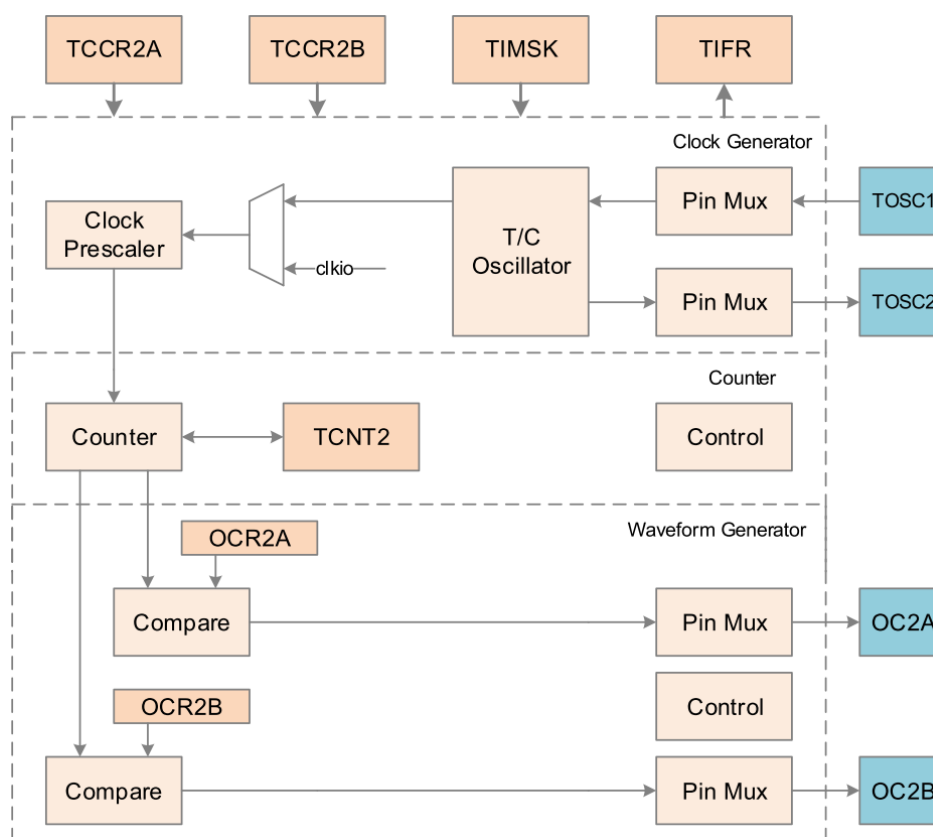 TCCR2A
TCCR2B
TIMSK
TIFR
Clock Generator
Clock
Prescaler
clkio
T/C
Oscillator
Pin Mux
TOSC1
Pin Mux
TOSC2
Counter
Counter
TCNT2
Control
Waveform Generator
OCR2A
Compare
Pin Mux
OC2A
OCR2B
Control
Compare
Pin Mux
OC2B